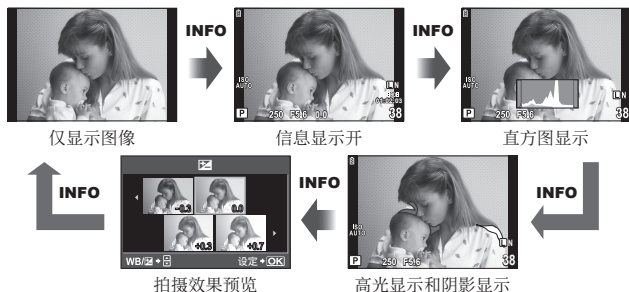 INFO
INFO
ISO
AUTO
L N
8.6
01:02:03
P 250 F5.6 0.0 38
ISO
AUTO
L N
P 250 F5.6 38
仅显示图像
信息显示开
直方图显示
INFO
INFO
INFO
-0.3 0.0
+0.3 +0.7
WB/ 设定 OK
ISO
AUTO
L N
P 250 F5.6 38
拍摄效果预览
高光显示和阴影显示